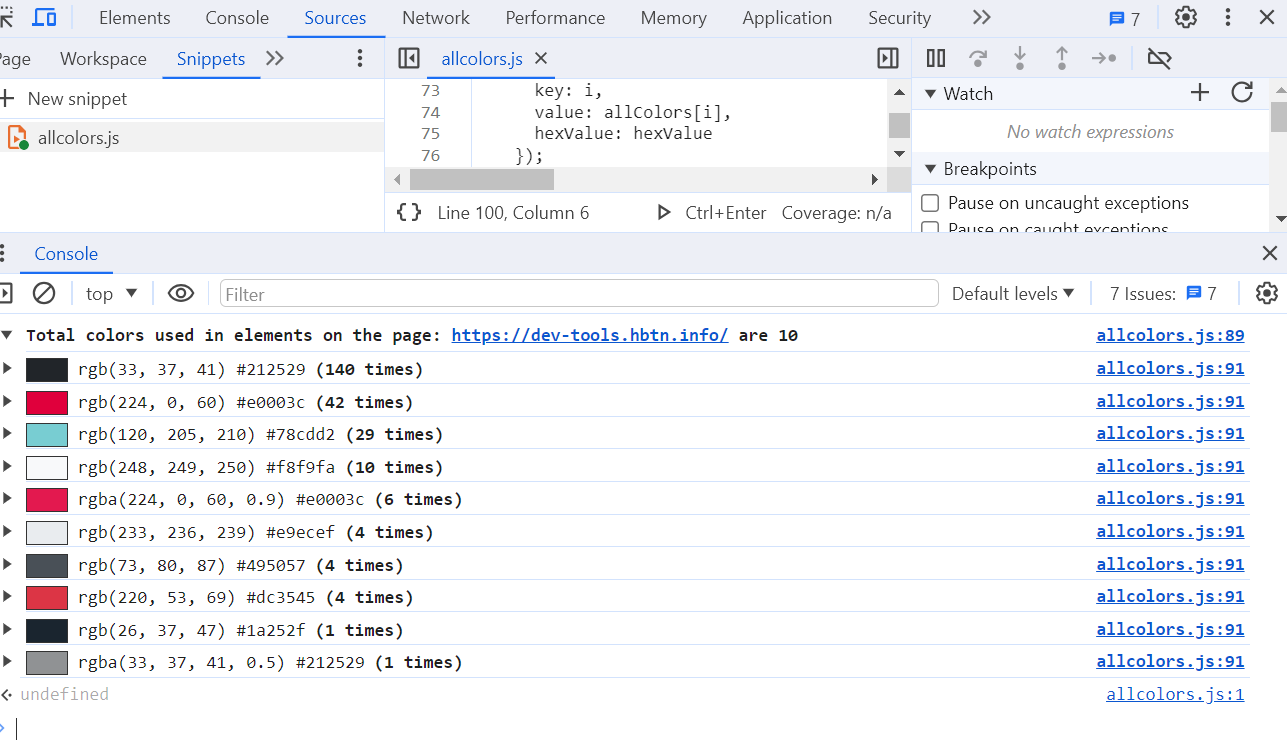 Elements Console Sources Network Performance Memory Application Security 7
Page Workspace Snippets
allcolors.js
New snippet
allcolors.js
73 key: i,
74 value: allColors[i],
75 hexValue: hexValue
76 });
{} Line 100, Column 6 Ctrl+Enter Coverage: n/a
Watch
No watch expressions
Breakpoints
Pause on uncaught exceptions
Pause on caught exceptions
Console
top Filter Default levels 7 Issues: 7
Total colors used in elements on the page: https://dev-tools.hbtn.info/ are 10 allcolors.js:89
rgb(33, 37, 41) #212529 (140 times) allcolors.js:91
rgb(224, 0, 60) #e0003c (42 times) allcolors.js:91
rgb(120, 205, 210) #78cdd2 (29 times) allcolors.js:91
rgb(248, 249, 250) #f8f9fa (10 times) allcolors.js:91
rgba(224, 0, 60, 0.9) #e0003c (6 times) allcolors.js:91
rgb(233, 236, 239) #e9ecef (4 times) allcolors.js:91
rgb(73, 80, 87) #495057 (4 times) allcolors.js:91
rgb(220, 53, 69) #dc3545 (4 times) allcolors.js:91
rgb(26, 37, 47) #1a252f (1 times) allcolors.js:91
rgba(33, 37, 41, 0.5) #212529 (1 times) allcolors.js:91
undefined allcolors.js:1